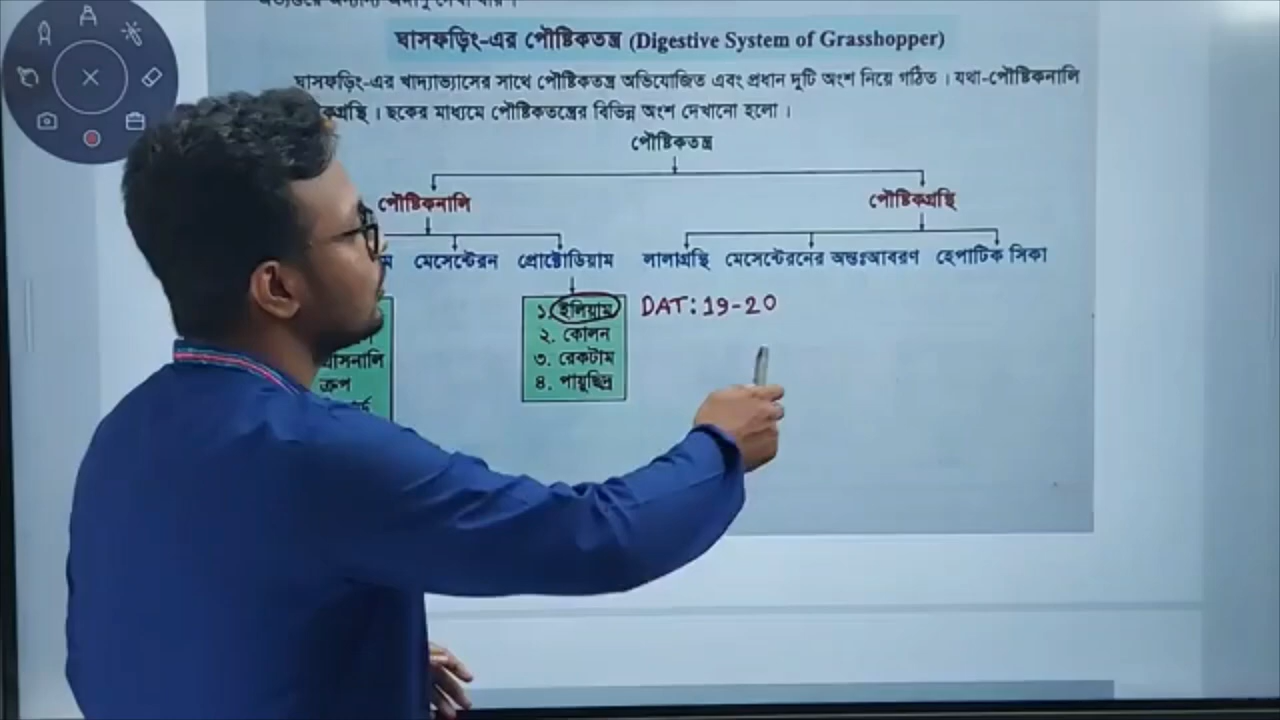 ঘাসফড়িং-এর পৌষ্টিকতন্ত্র (Digestive System of Grasshopper)
ঘাসফড়িং-এর খাদ্যাভ্যাসের সাথে পৌষ্টিকতন্ত্র অভিযোজিত এবং প্রধান দুটি অংশ নিয়ে গঠিত । যথা-পৌষ্টিকনালি
ছকের মাধ্যমে পৌষ্টিকতন্ত্রের বিভিন্ন অংশ দেখানো হলো ।
পৌষ্টিকতন্ত্র
পৌষ্টিকনালি পৌষ্টিকগ্রন্থি
মেসেন্টেরন প্রোক্টোডিয়াম লালাগ্রন্থি মেসেন্টেরনের অন্তঃআবরণ হেপাটিক সিকা
১. ইলিয়াম DAT: 19-20
২. কোলন
৩. রেকটাম
ক্রপ ৪. পায়ুছিদ্র